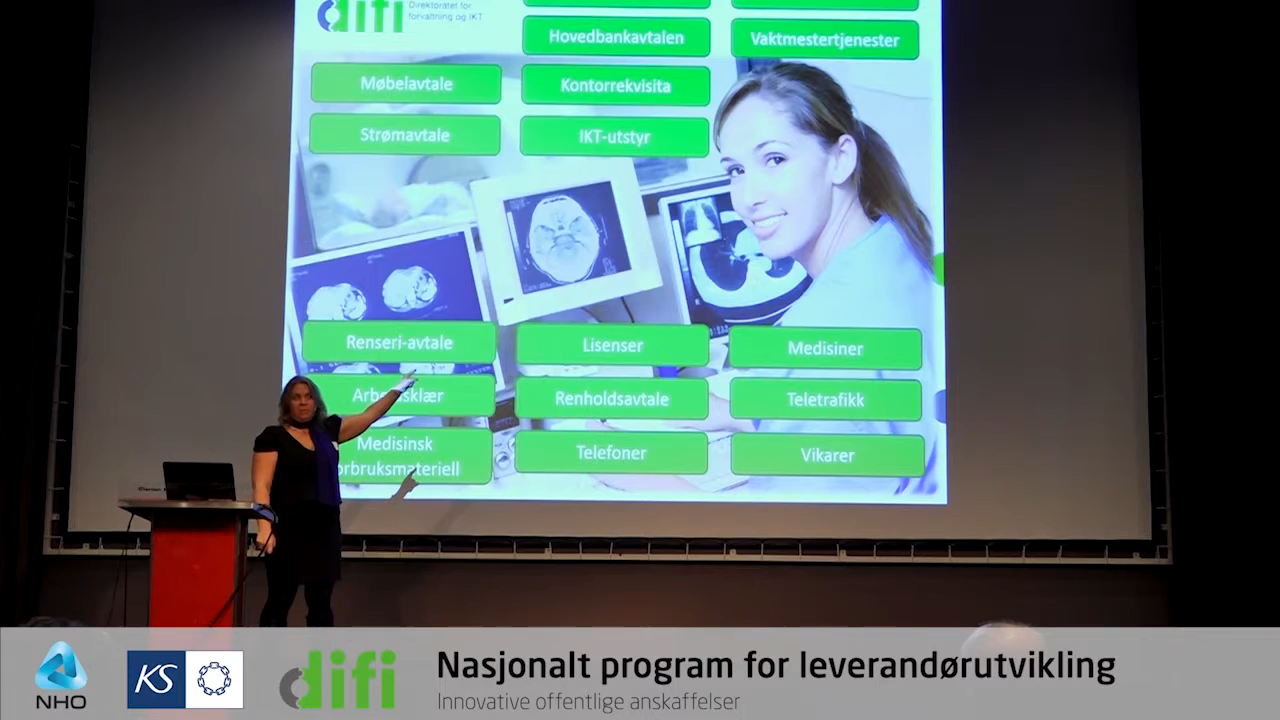 difi
Direktoratet for
forvaltning og IKT
Hovedbankavtalen
Vaktmestertjenester
Møbelavtale
Kontorrekvisita
Strømavtale
IKT-utstyr
Renseri-avtale
Lisenser
Medisiner
Renholdsavtale
Teletrafikk
Medisinsk
orbruksmateriell
Telefoner
Vikarer
NHO
KS
difi
Nasjonalt program for leverandørutvikling
Innovative offentlige anskaffelser